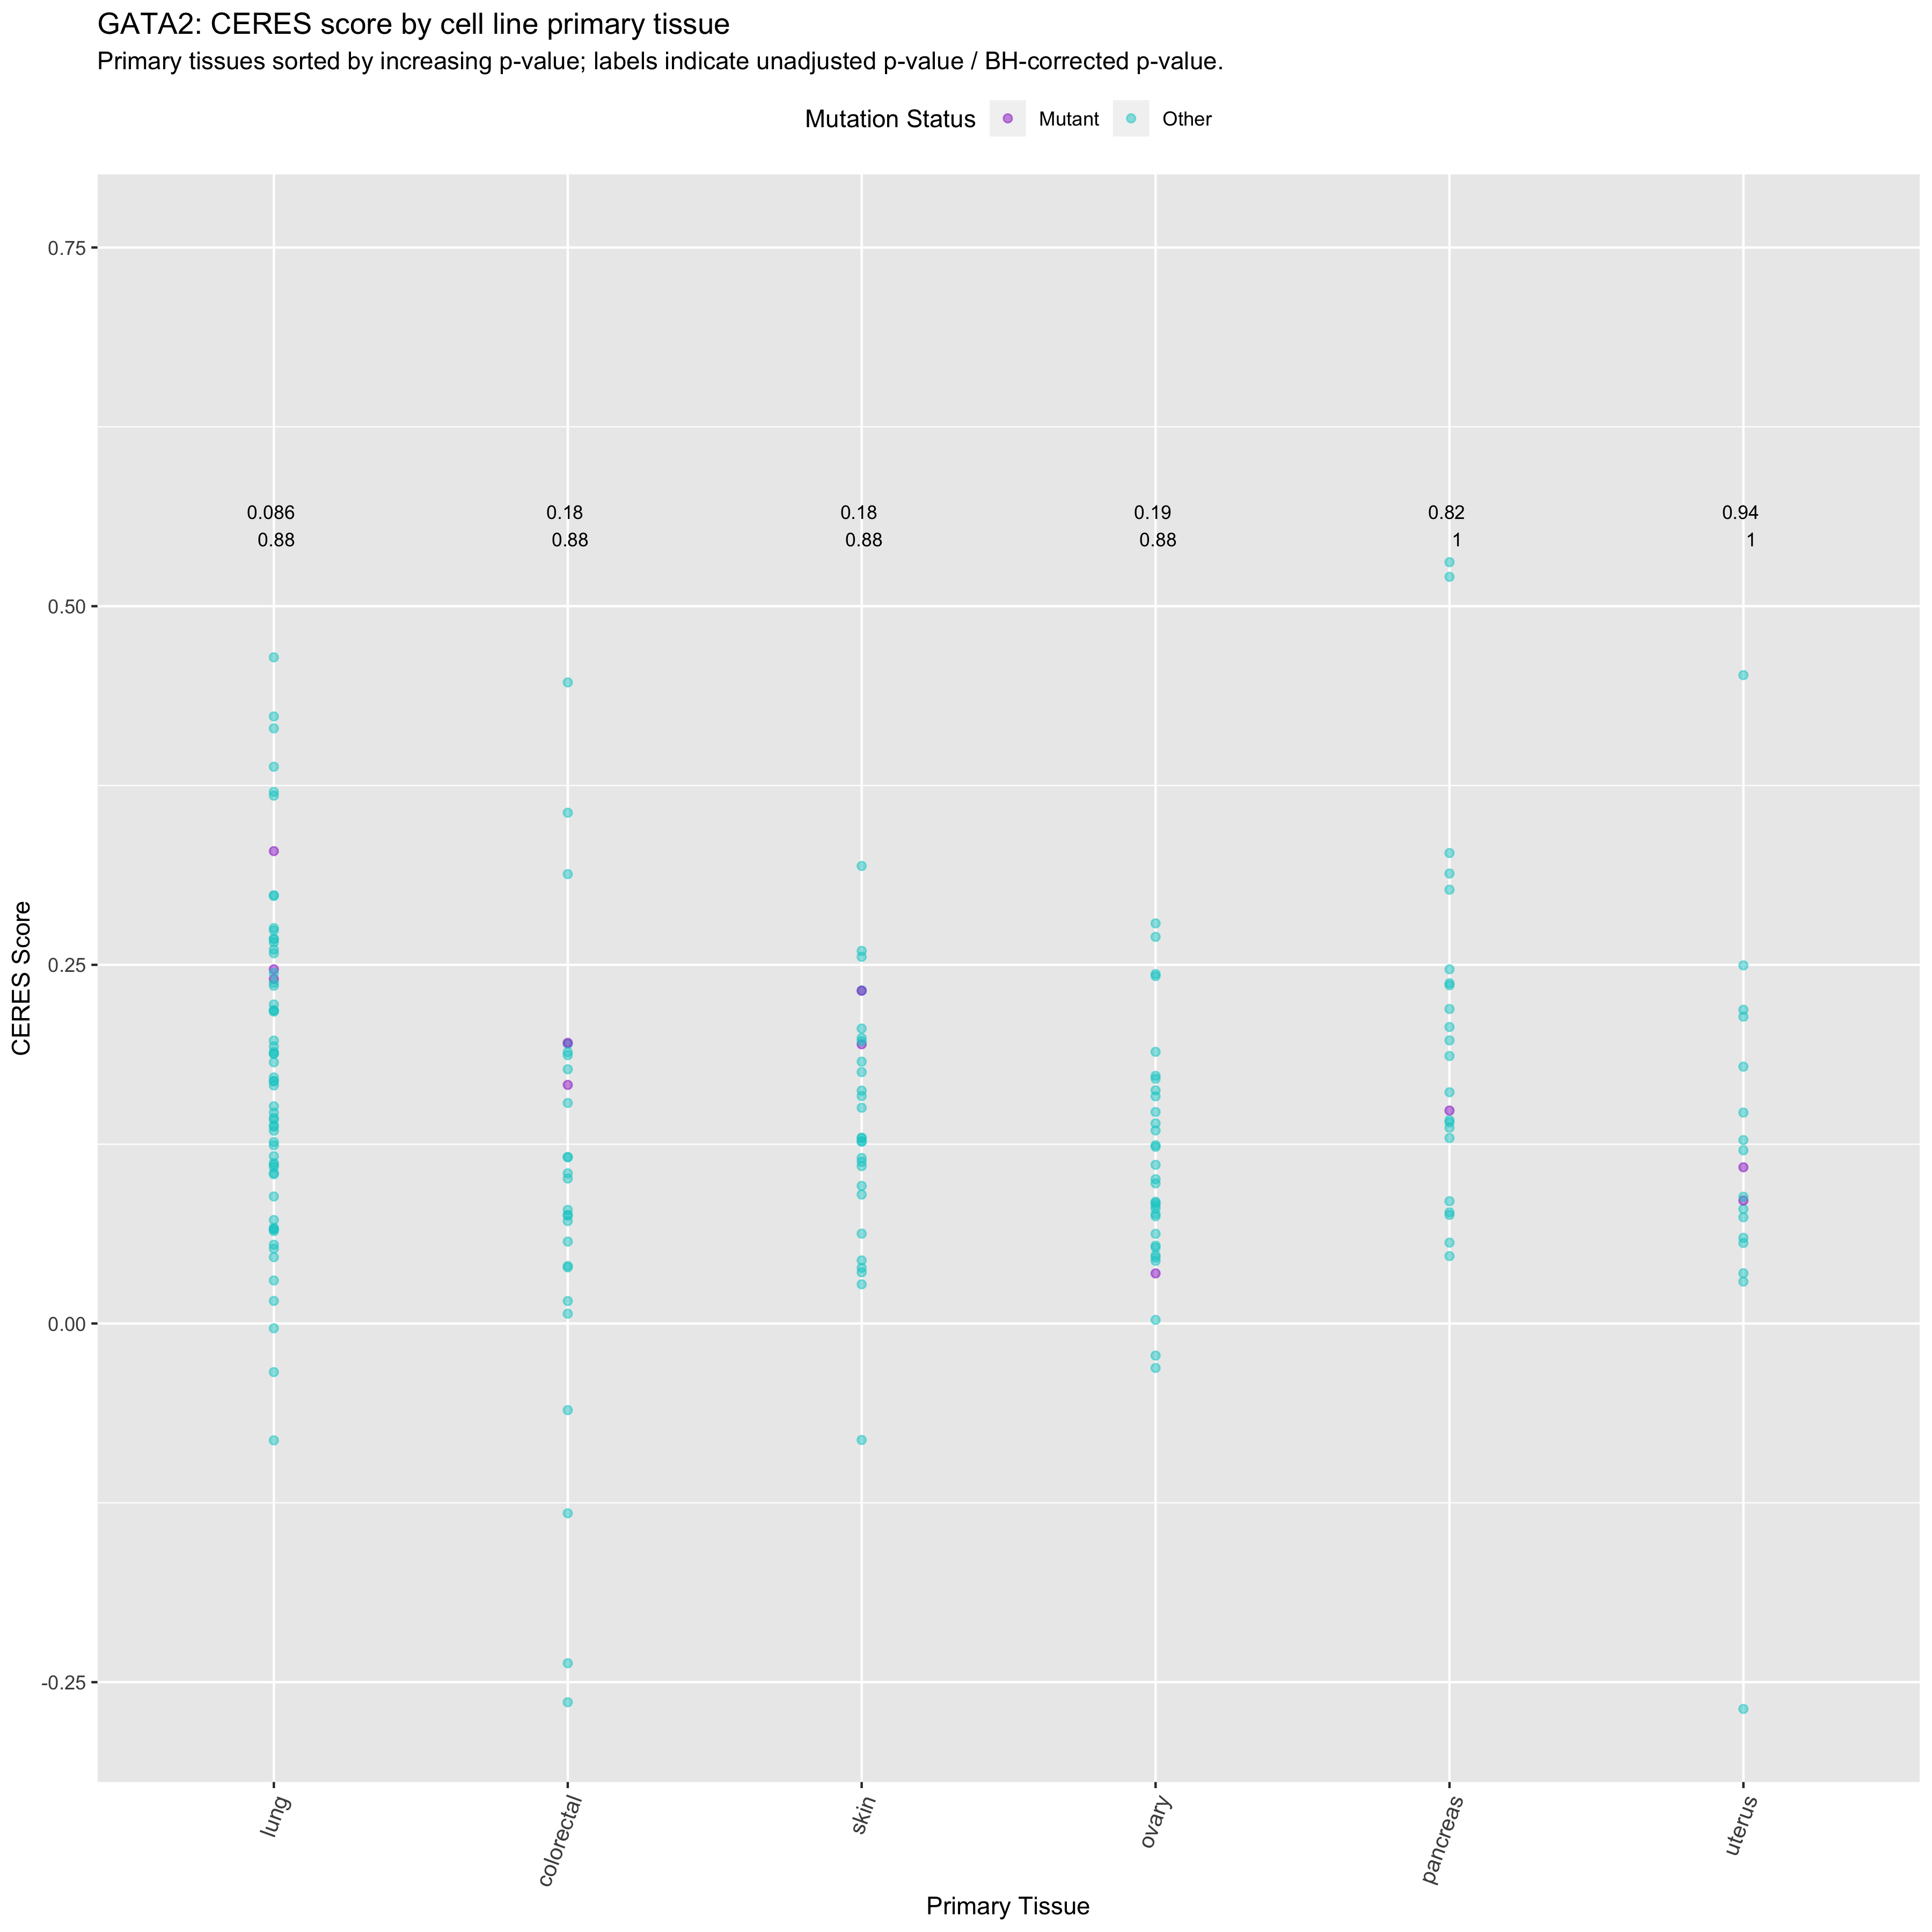 GATA2: CERES score by cell line primary tissue
Primary tissues sorted by increasing p-value; labels indicate unadjusted p-value / BH-corrected p-value.
Mutation Status Mutant Other
0.75
0.086 0.18 0.18 0.19 0.82 0.94
0.88 0.88 0.88 0.88 1 1
0.50
0.25
CERES Score
0.00
-0.25
lung colorectal skin ovary pancreas uterus
Primary Tissue